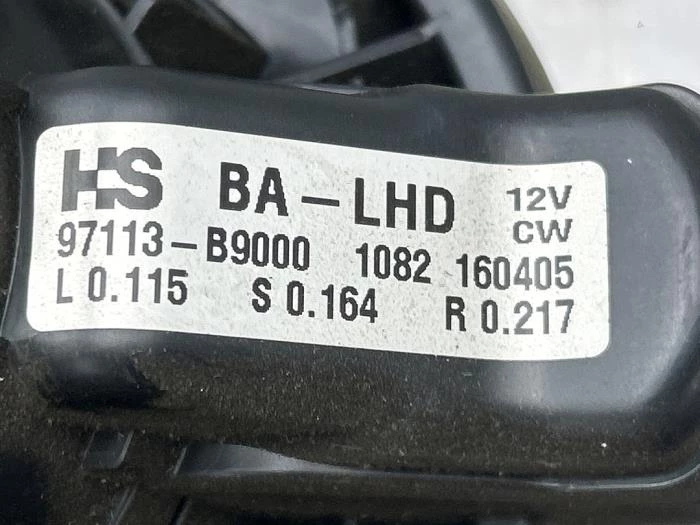 HS BA-LHD 12V
CW
97113-B9000 1082 160405
L 0.115 S 0.164 R 0.217